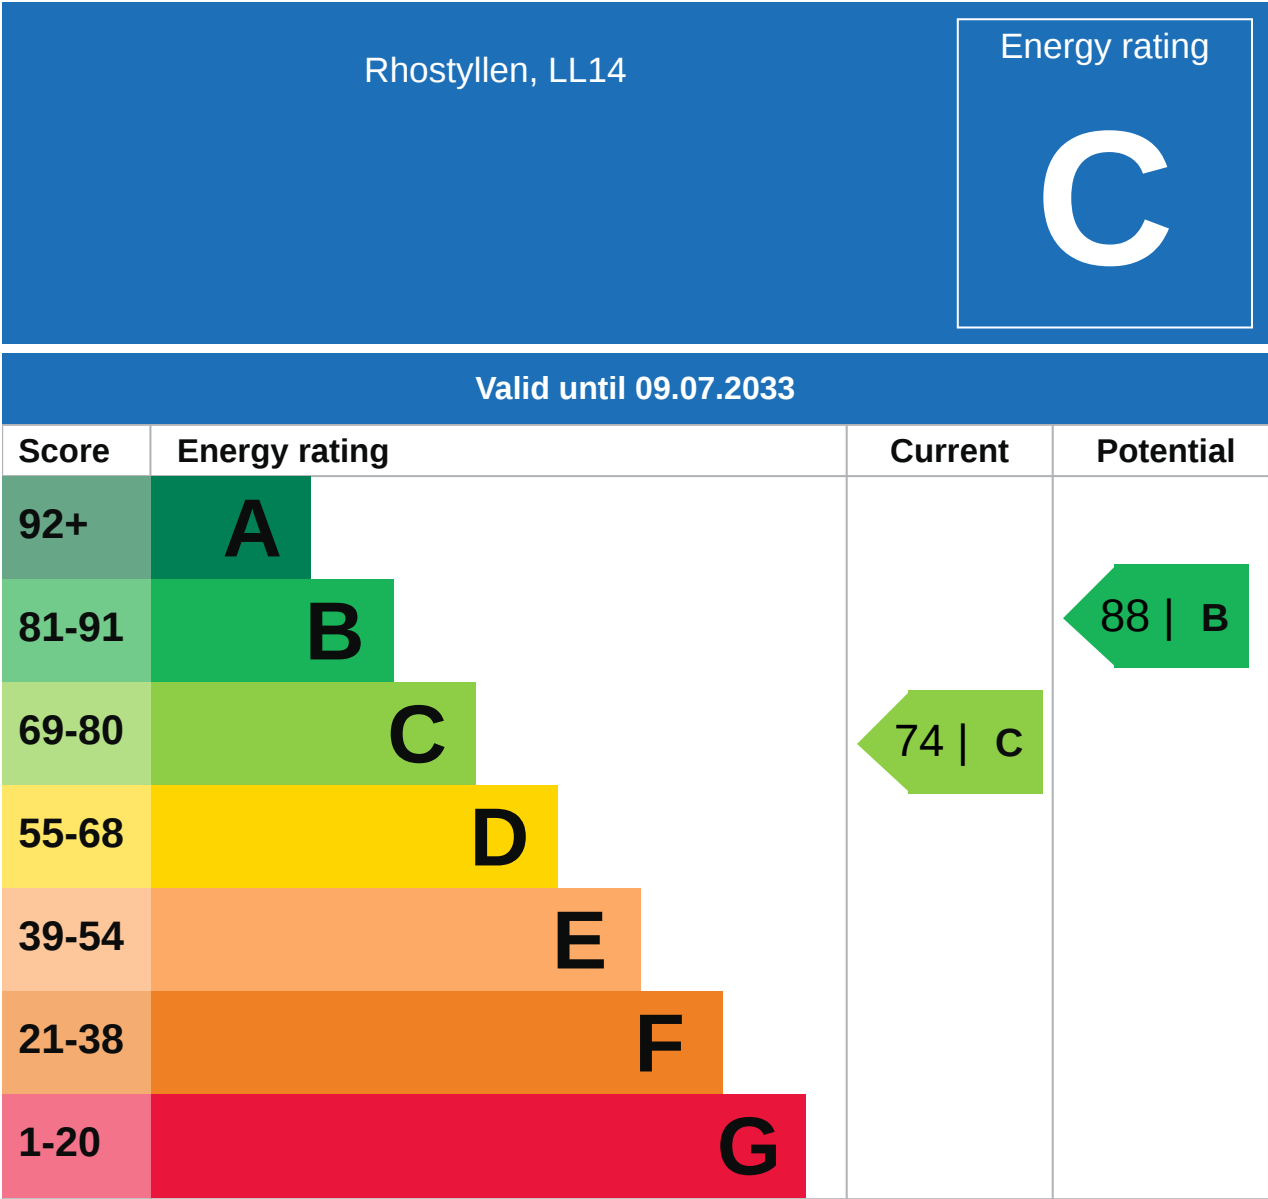 Rhostyllen, LL14
Energy rating
C
Valid until 09.07.2033
Score Energy rating Current Potential
92+ A
81-91 B
88 | B
69-80 C
74 | C
55-68 D
39-54 E
21-38 F
1-20 G